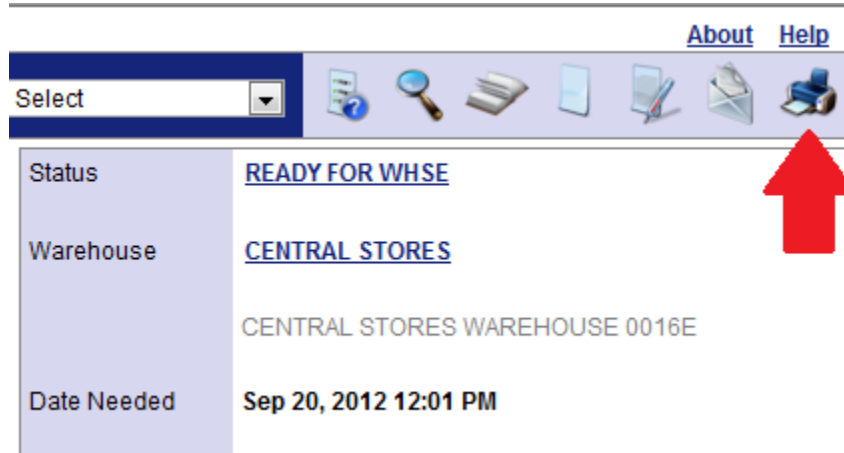 About Help
Select
Status READY FOR WHSE
Warehouse CENTRAL STORES
CENTRAL STORES WAREHOUSE 0016E
Date Needed Sep 20, 2012 12:01 PM